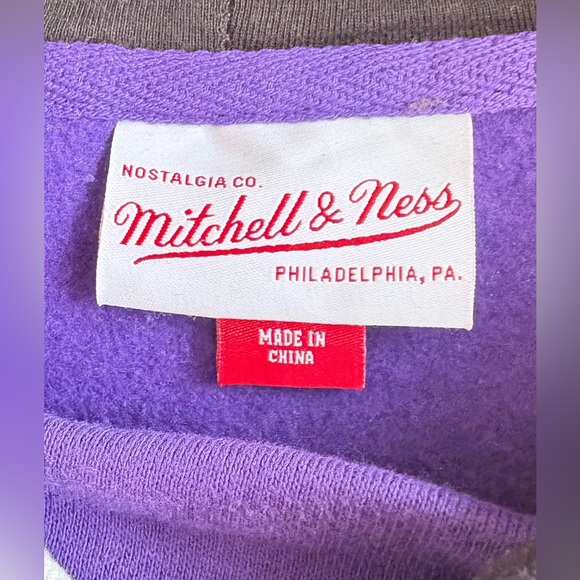 NOSTALGIA CO.
Mitchell & Ness
PHILADELPHIA, PA.
MADE IN
CHINA